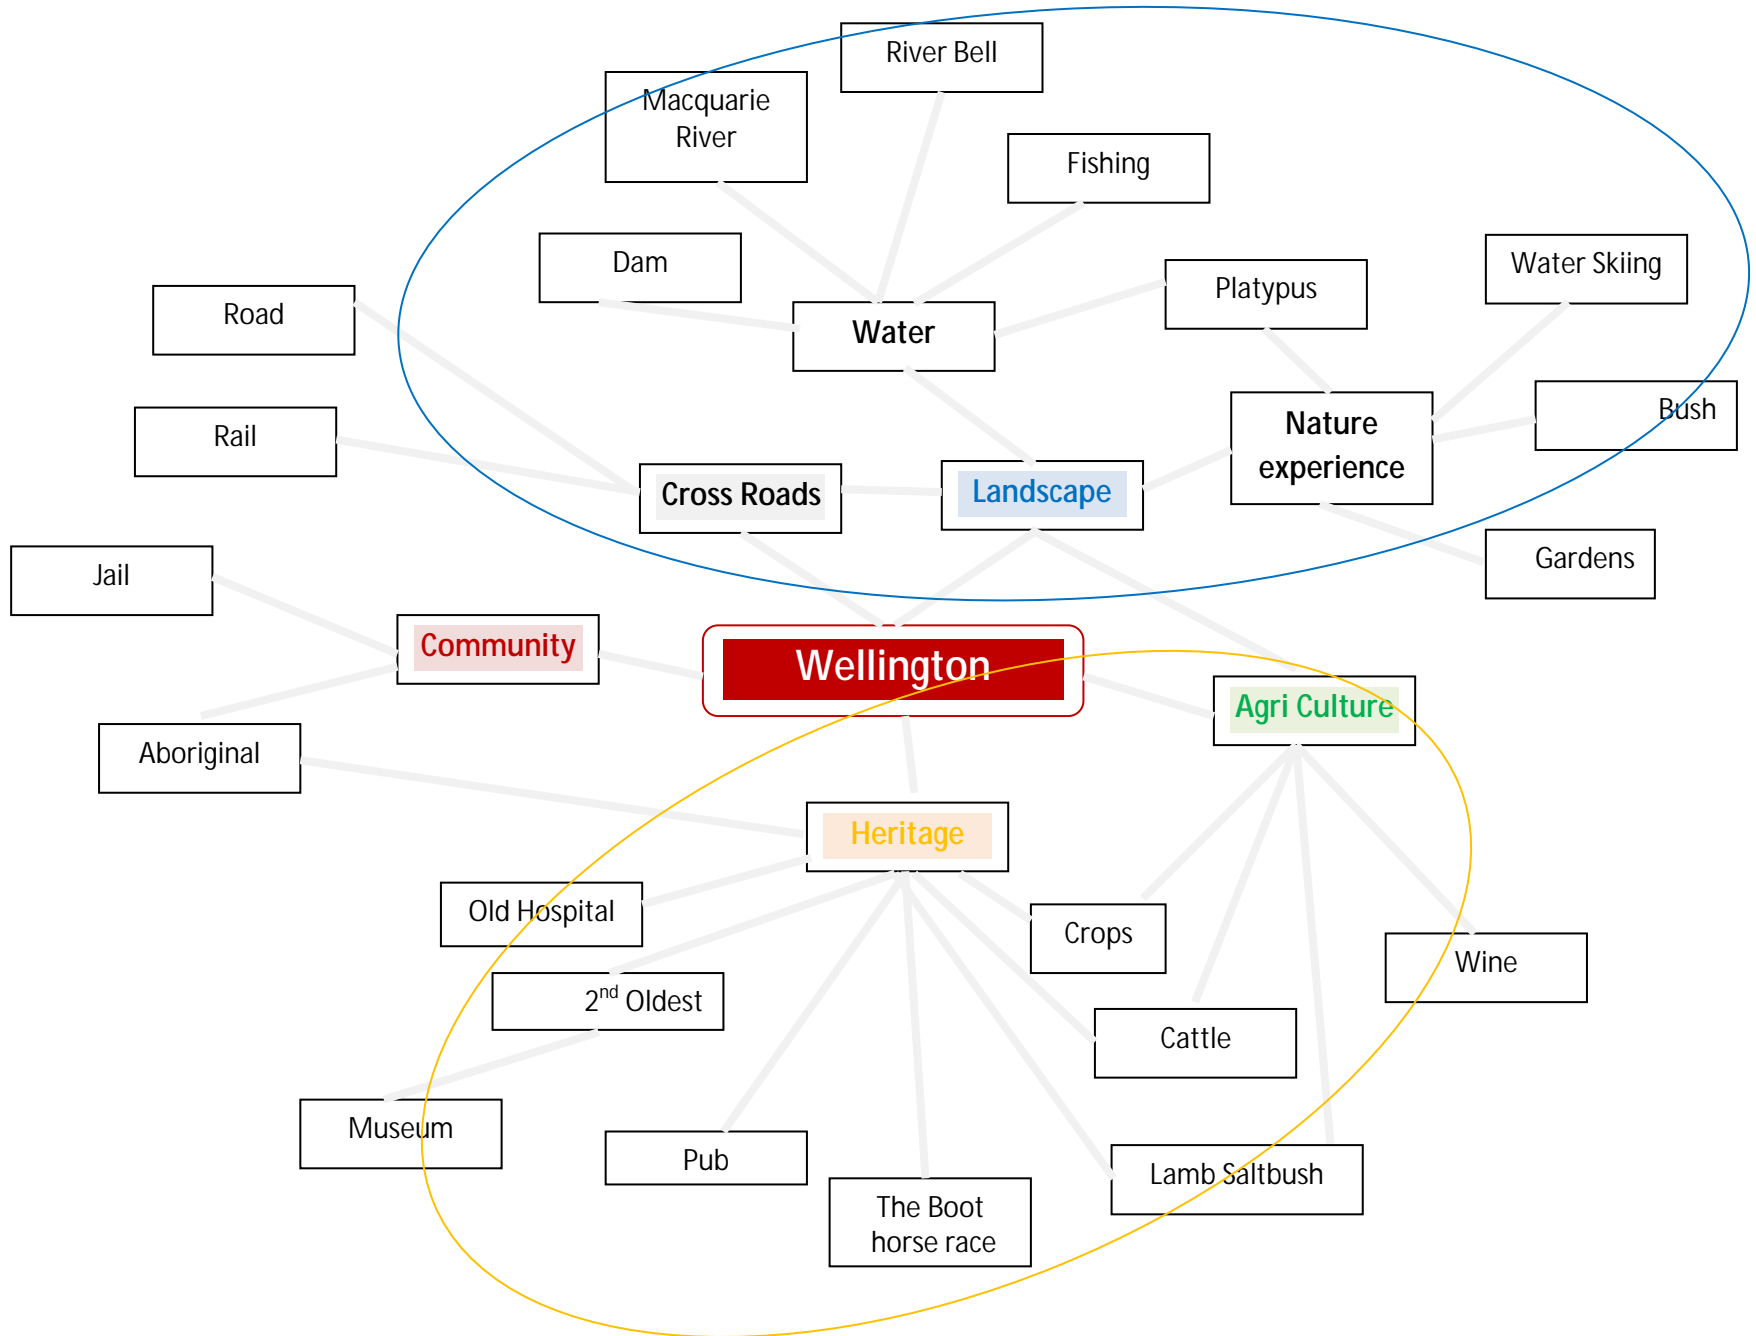 River Bell
Macquarie
River
Fishing
Dam
Water Skiing
Platypus
Road
Water
Bush
Nature
experience
Rail
Cross Roads
Landscape
Gardens
Jail
Community
Wellington
Agri Culture
Aboriginal
Heritage
Old Hospital
Crops
Wine
2nd Oldest
Cattle
Museum
Pub
Lamb Saltbush
The Boot
horse race